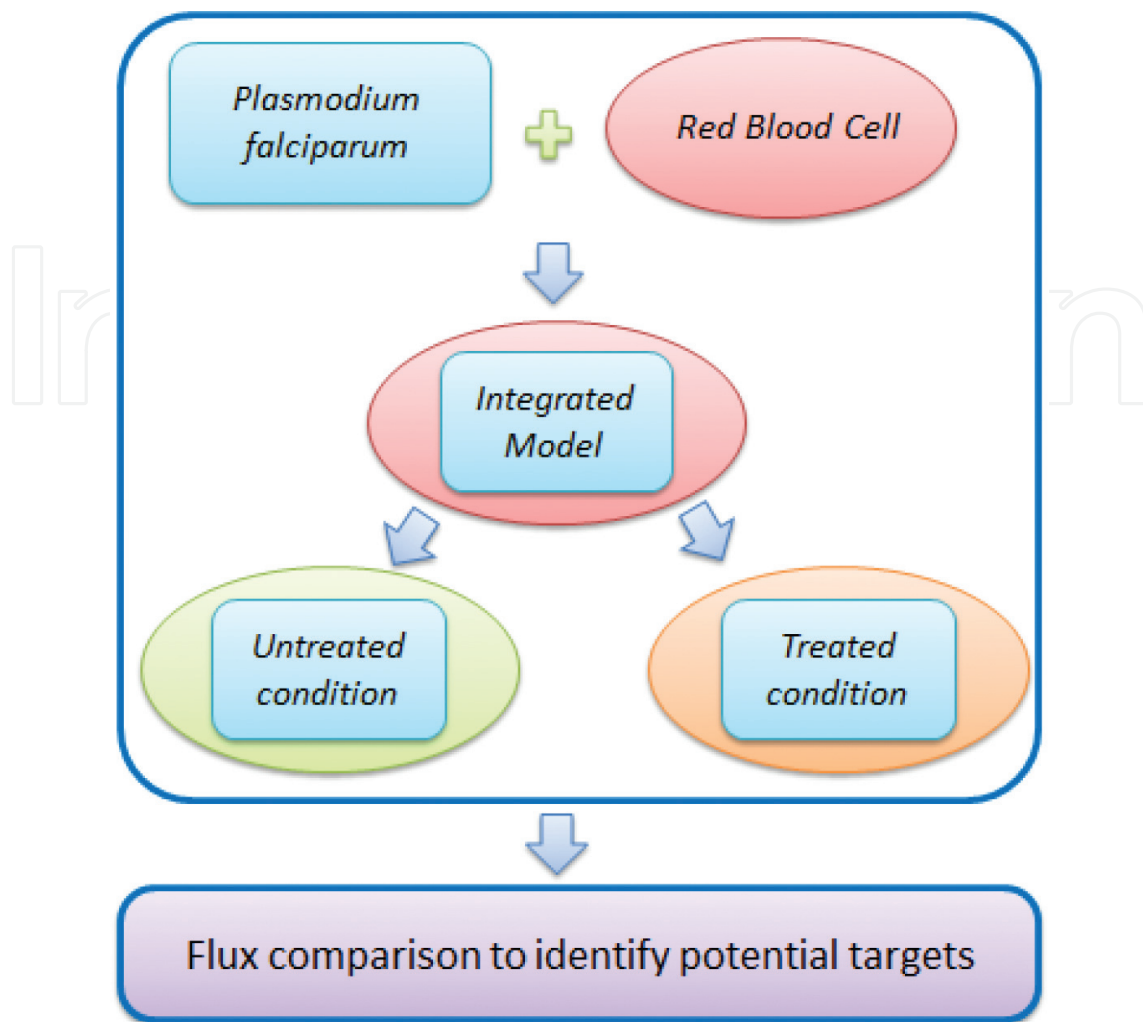 Plasmodium
falciparum
Red Blood Cell
Integrated
Model
Untreated
condition
Treated
condition
Flux comparison to identify potential targets